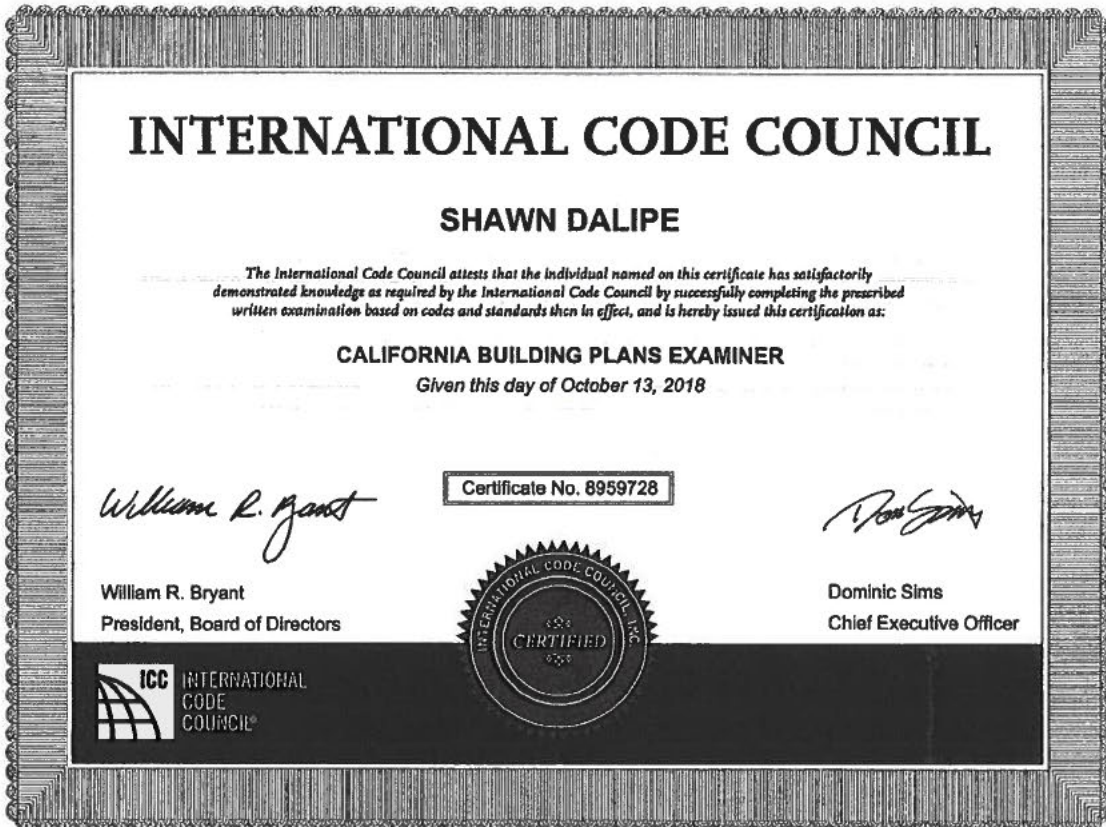 INTERNATIONAL CODE COUNCIL
SHAWN DALIPE
The International Code Council attests that the individual named on this certificate has satisfactorily
demonstrated knowledge as required by the International Code Council by successfully completing the prescribed
written examination based on codes and standards then in effect, and is hereby issued this certification as:
CALIFORNIA BUILDING PLANS EXAMINER
Given this day of October 13, 2018
Certificate No. 8959728
William R. Bryant
Don Sims
William R. Bryant
President, Board of Directors
Dominic Sims
Chief Executive Officer
INTERNATIONAL CODE COUNCIL, INC.
CERTIFIED
ICC
INTERNATIONAL
CODE
COUNCIL®